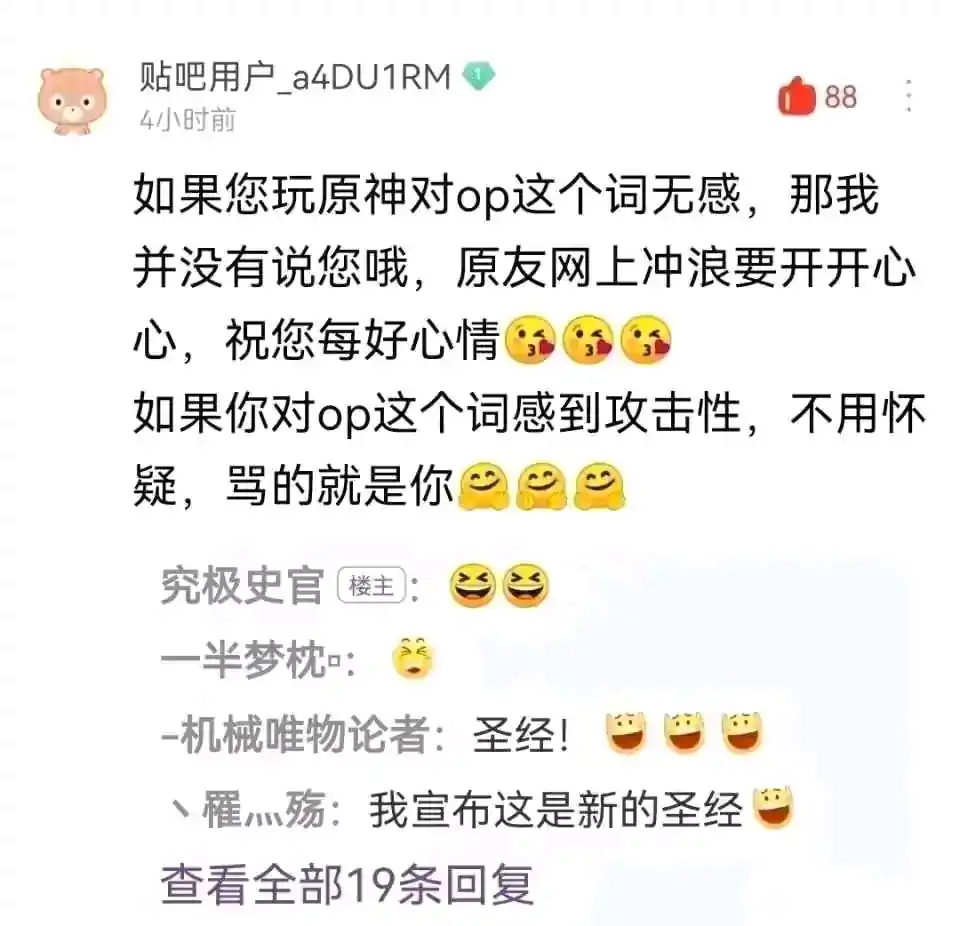 贴吧用户_a4DU1RM 1
88
4小时前
如果您玩原神对op这个词无感，那我
并没有说您哦，原友网上冲浪要开开心
心，祝您每好心情😘😘😘
如果你对op这个词感到攻击性，不用怀
疑，骂的就是你🤗🤗🤗
究极史官 楼主：😆😆
一半梦枕▫：
-机械唯物论者：圣经！
丶罹灬殇：我宣布这是新的圣经
查看全部19条回复